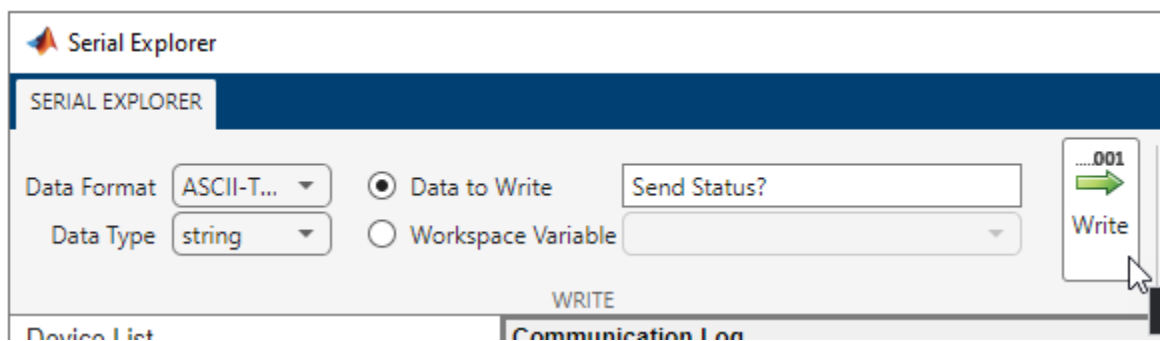 Serial Explorer
SERIAL EXPLORER
Data Format ASCII-T... Data to Write Send Status?
.....001
Data Type string Workspace Variable
Write
WRITE
Device List Communication Log